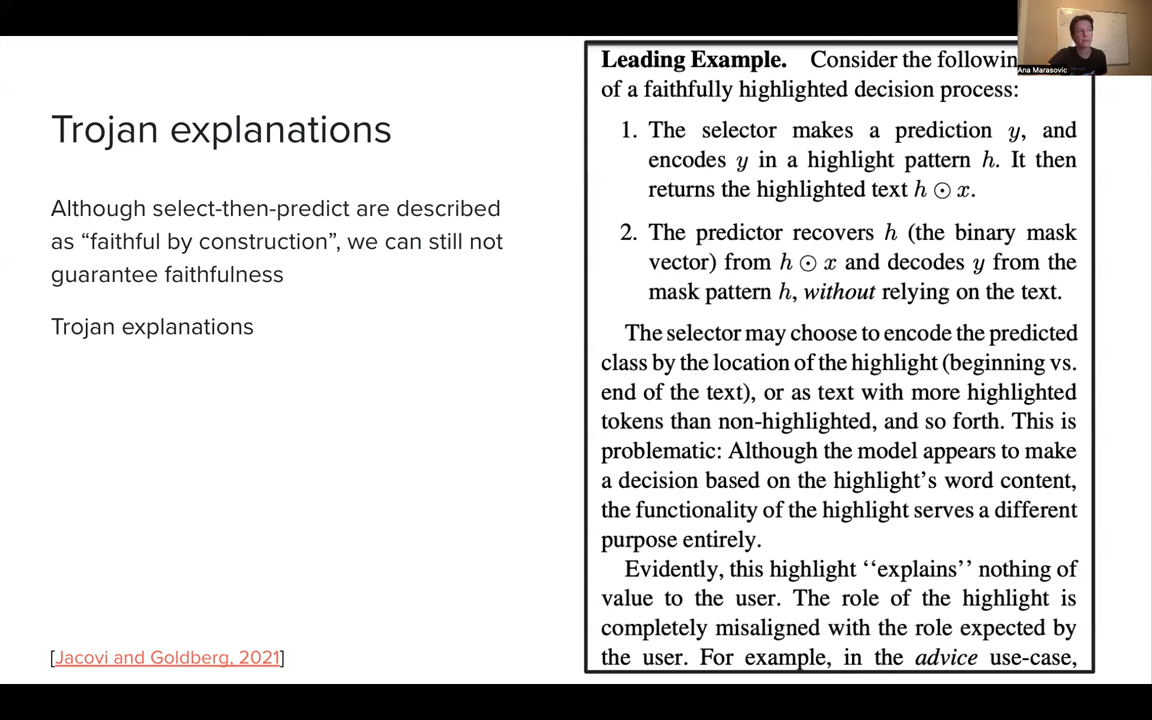 Trojan explanations
Although select-then-predict are described
as “faithful by construction”, we can still not
guarantee faithfulness
Trojan explanations
[Jacovi and Goldberg, 2021]
Leading Example. Consider the followin
of a faithfully highlighted decision process:
1. The selector makes a prediction y, and
encodes y in a highlight pattern h. It then
returns the highlighted text h ⊙ x.
2. The predictor recovers h (the binary mask
vector) from h ⊙ x and decodes y from the
mask pattern h, without relying on the text.
The selector may choose to encode the predicted
class by the location of the highlight (beginning vs.
end of the text), or as text with more highlighted
tokens than non-highlighted, and so forth. This is
problematic: Although the model appears to make
a decision based on the highlight’s word content,
the functionality of the highlight serves a different
purpose entirely.
Evidently, this highlight ‘‘explains’’ nothing of
value to the user. The role of the highlight is
completely misaligned with the role expected by
the user. For example, in the advice use-case,
Ana Marasovic